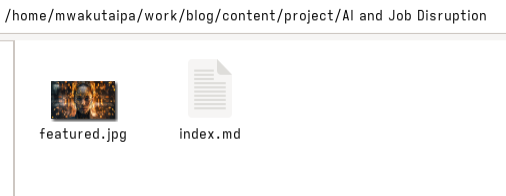 /home/mwakutaipa/work/blog/content/project/AI and Job Disruption
featured.jpg
index.md